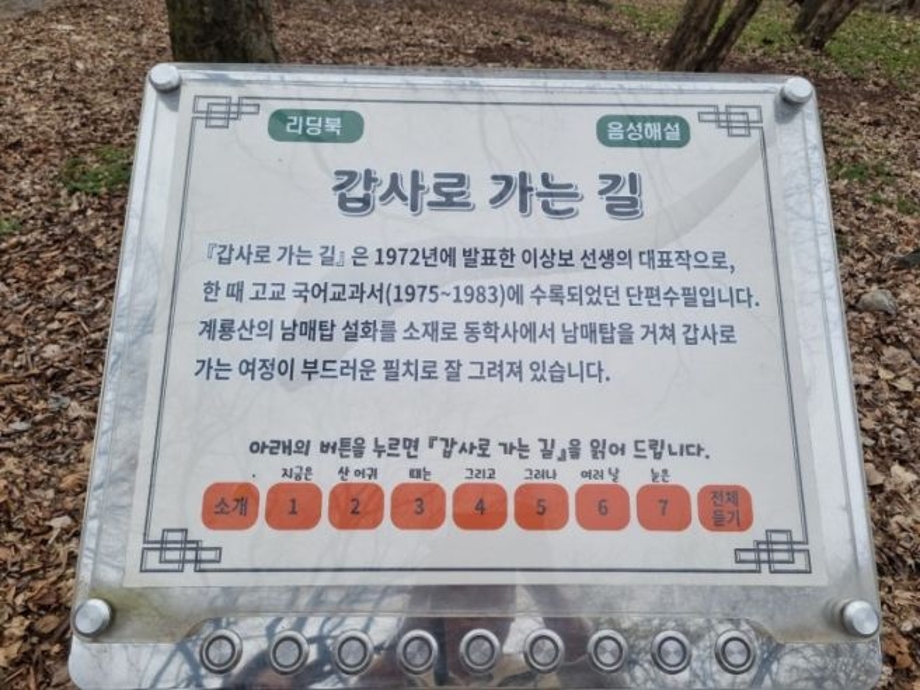 리딩북 음성해설
갑사로 가는 길
『갑사로 가는 길』은 1972년에 발표한 이상보 선생의 대표작으로,
한 때 고교 국어교과서(1975~1983)에 수록되었던 단편수필입니다.
계룡산의 남매탑 설화를 소재로 동학사에서 남매탑을 거쳐 갑사로
가는 여정이 부드러운 필치로 잘 그려져 있습니다.
아래의 버튼을 누르면 『갑사로 가는 길』을 읽어 드립니다.
지금은 산 어귀 때는 그리고 그러나 여러 날 늙은
소개 1 2 3 4 5 6 7 전체
듣기